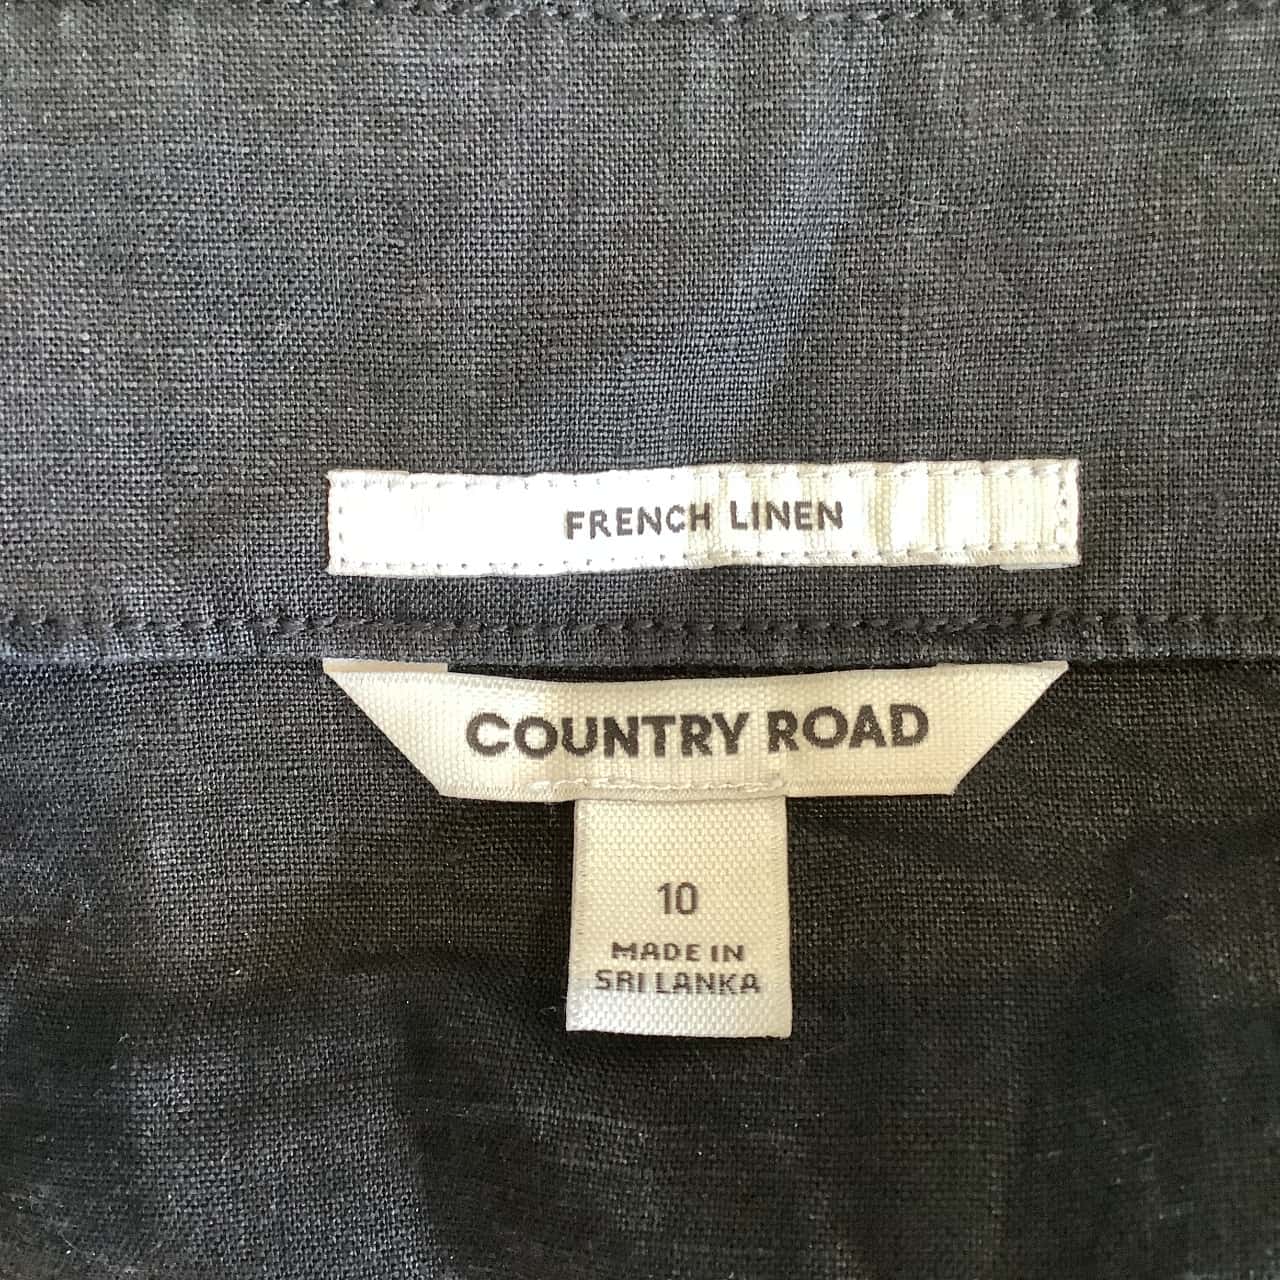 FRENCH LINEN
COUNTRY ROAD
10
MADE IN
SRI LANKA